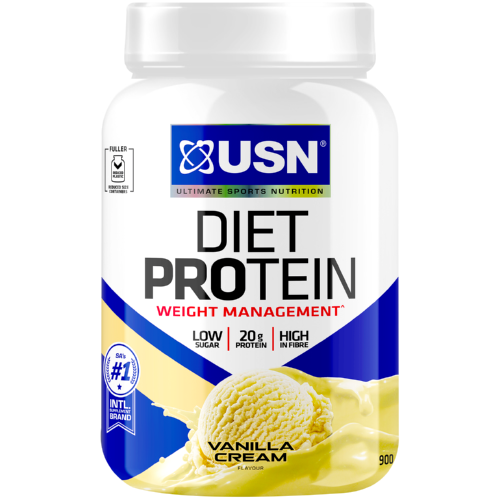 USN®
ULTIMATE SPORTS NUTRITION
FULLER
DIET
PROTEIN
WEIGHT MANAGEMENT^
LOW
SUGAR
20g
PROTEIN
HIGH
IN FIBRE
SA's
#1
INTL.
SUPPLEMENT
BRAND
VANILLA
CREAM
FLAVOUR
900